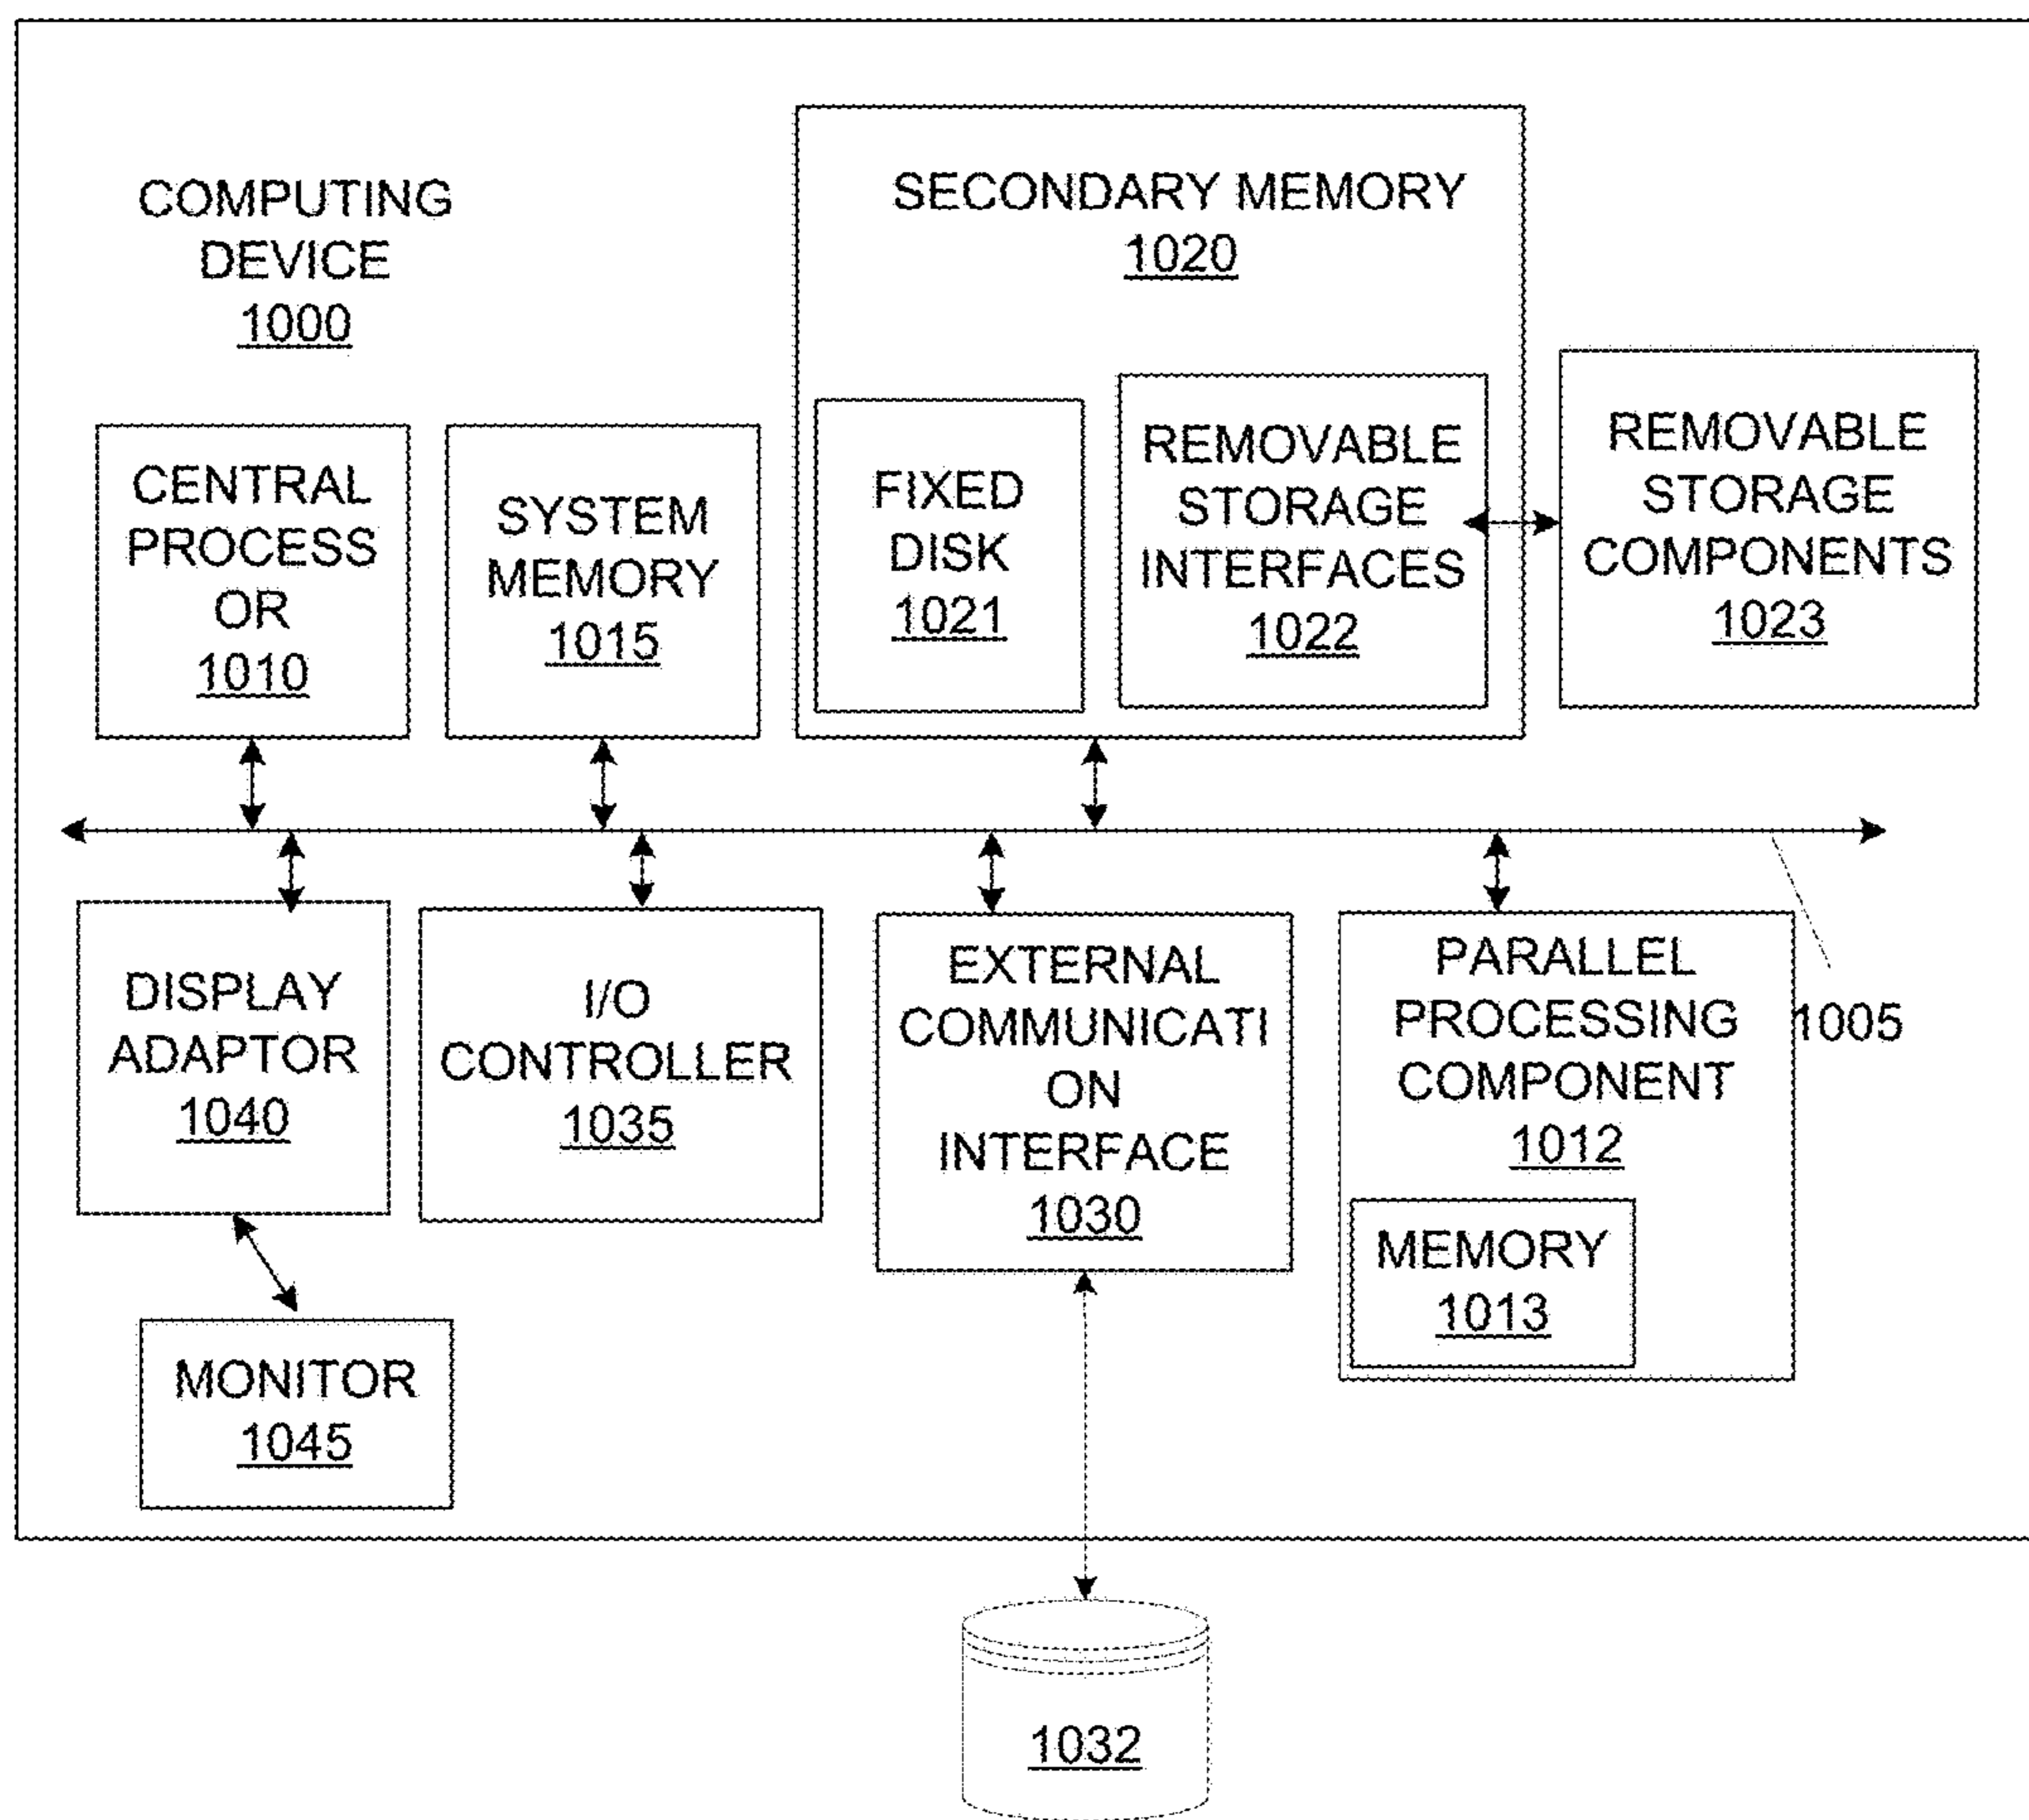 COMPUTING
DEVICE
1000
SECONDARY MEMORY
1020
CENTRAL
PROCESS
OR
1010
SYSTEM
MEMORY
1015
FIXED
DISK
1021
REMOVABLE
STORAGE
INTERFACES
1022
REMOVABLE
STORAGE
COMPONENTS
1023
DISPLAY
ADAPTOR
1040
I/O
CONTROLLER
1035
EXTERNAL
COMMUNICATI
ON
INTERFACE
1030
PARALLEL
PROCESSING
COMPONENT
1012
MEMORY
1013
1005
MONITOR
1045
1032